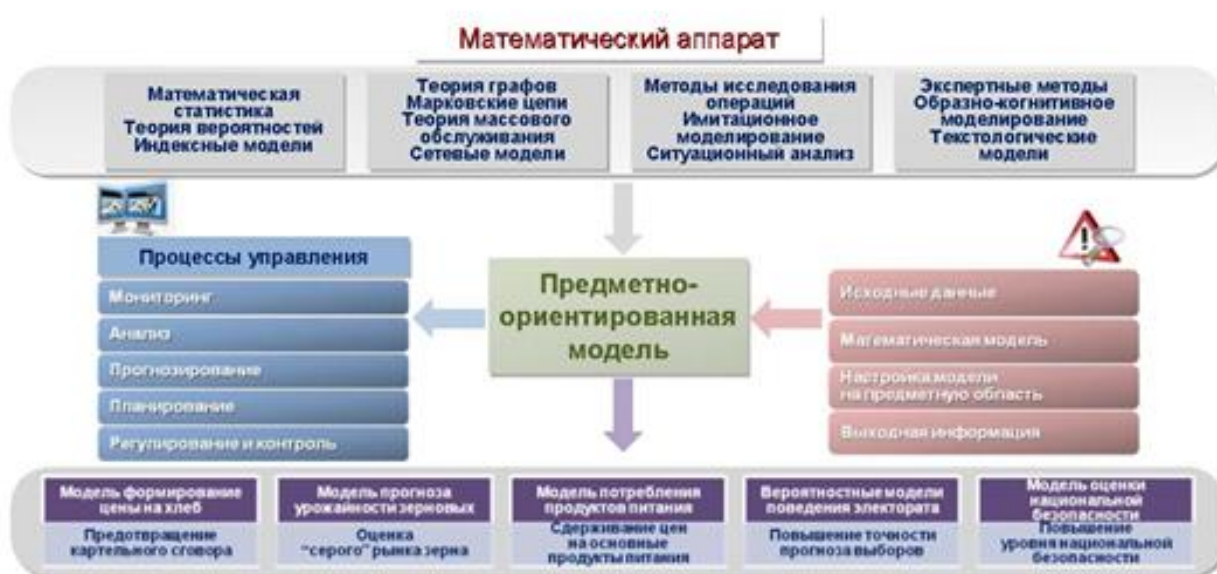 Математический аппарат
Математическая
статистика
Теория вероятностей
Индексные модели
Теория графов
Марковские цепи
Теория массового
обслуживания
Сетевые модели
Методы исследования
операций
Имитационное
моделирование
Ситуационный анализ
Экспертные методы
Образно-когнитивное
моделирование
Текстологические
модели
Процессы управления
Мониторинг
Анализ
Прогнозирование
Планирование
Регулирование и контроль
Предметно-
ориентированная
модель
Исходные данные
Математическая модель
Настройка модели
на предметную область
Выходная информация
Модель формирование
цены на хлеб
Предотвращение
картельного сговора
Модель прогноза
урожайности зерновых
Оценка
“серого” рынка зерна
Модель потребления
продуктов питания
Сдерживание цен
на основные
продукты питания
Вероятностные модели
поведения электората
Повышение точности
прогноза выборов
Модель оценки
национальной
безопасности
Повышение
уровня национальной
безопасности